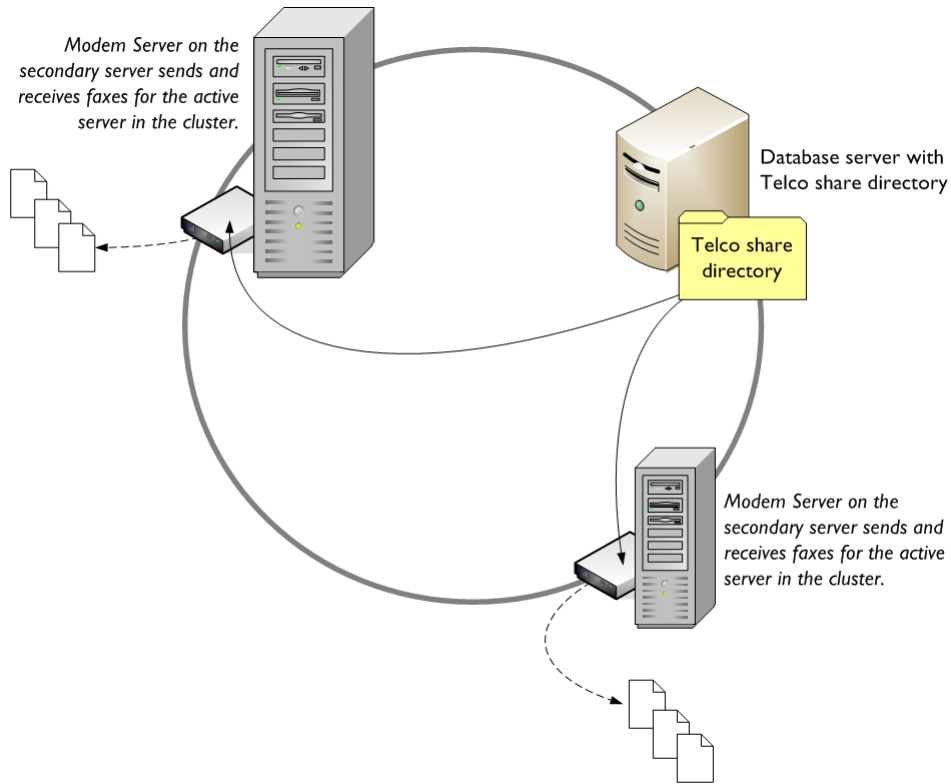 Modem Server on the
secondary server sends and
receives faxes for the active
server in the cluster.
Database server with
Telco share directory
Telco share
directory
Modem Server on the
secondary server sends and
receives faxes for the active
server in the cluster.